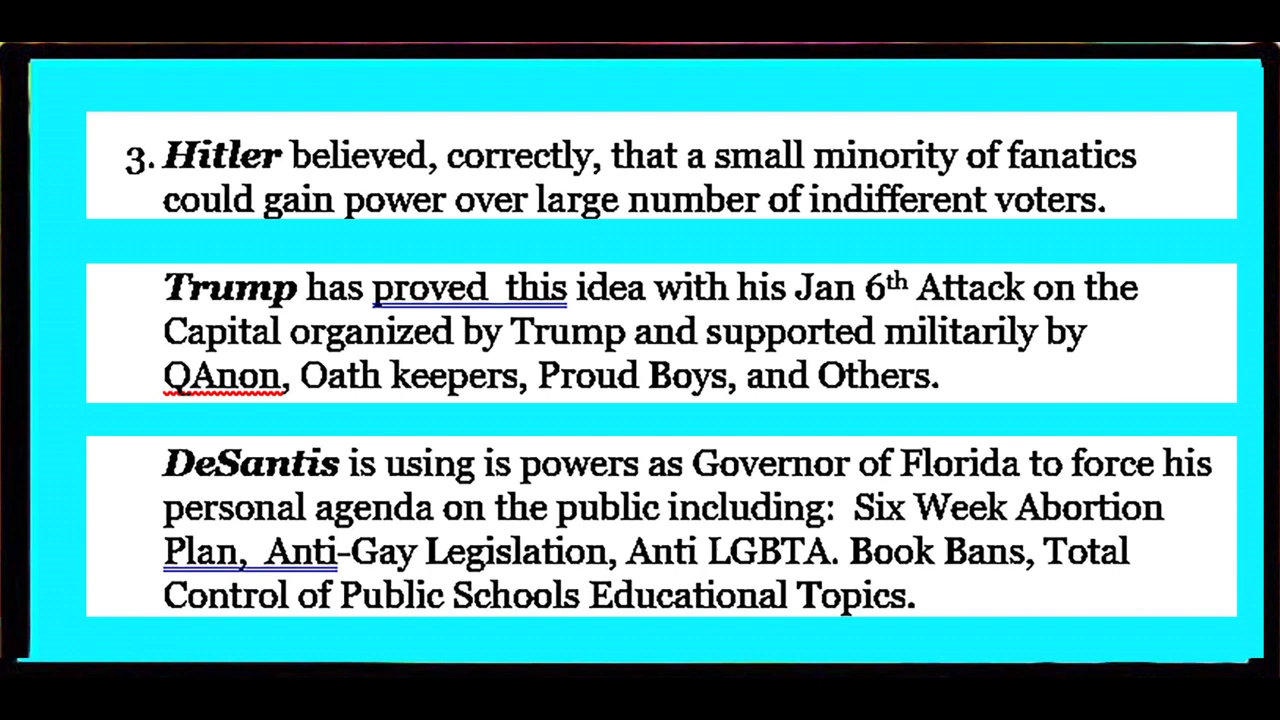 3. Hitler believed, correctly, that a small minority of fanatics
could gain power over large number of indifferent voters.
Trump has proved  this idea with his Jan 6th Attack on the
Capital organized by Trump and supported militarily by
QAnon, Oath keepers, Proud Boys, and Others.
DeSantis is using is powers as Governor of Florida to force his
personal agenda on the public including:  Six Week Abortion
Plan,  Anti-Gay Legislation, Anti LGBTA. Book Bans, Total
Control of Public Schools Educational Topics.